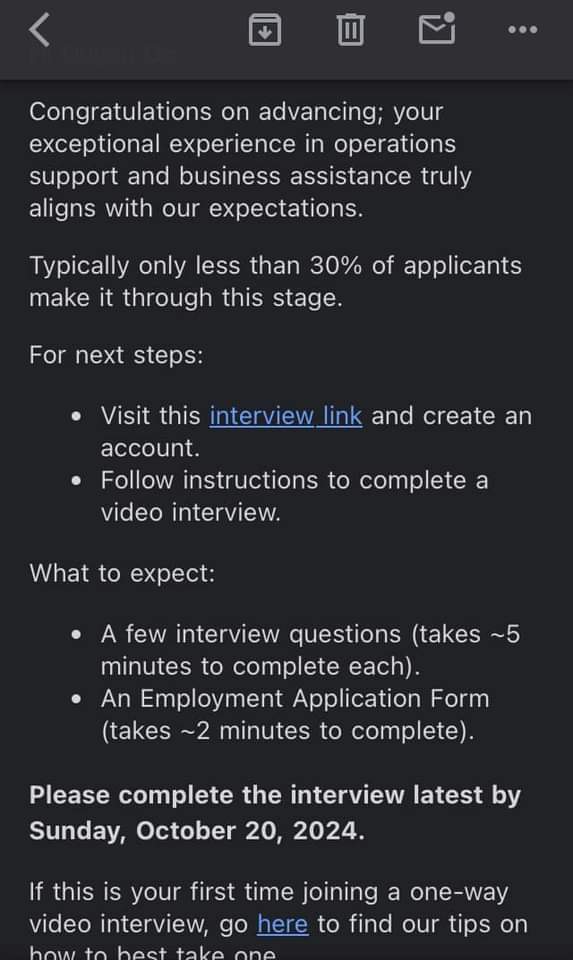 Congratulations on advancing; your
exceptional experience in operations
support and business assistance truly
aligns with our expectations.
Typically only less than 30% of applicants
make it through this stage.
For next steps:
• Visit this interview link and create an
account.
• Follow instructions to complete a
video interview.
What to expect:
• A few interview questions (takes ~5
minutes to complete each).
• An Employment Application Form
(takes ~2 minutes to complete).
Please complete the interview latest by
Sunday, October 20, 2024.
If this is your first time joining a one-way
video interview, go here to find our tips on
how to best take one